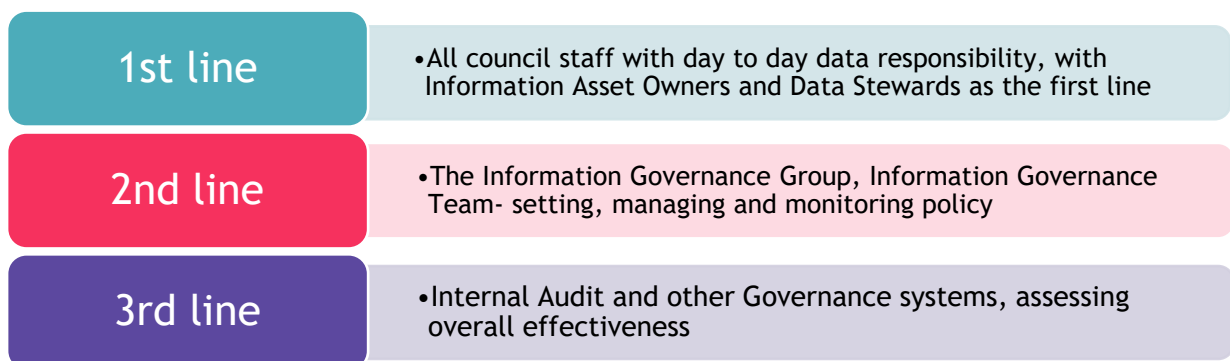 1st line
•All council staff with day to day data responsibility, with
Information Asset Owners and Data Stewards as the first line
2nd line
•The Information Governance Group, Information Governance
Team- setting, managing and monitoring policy
3rd line
•Internal Audit and other Governance systems, assessing
overall effectiveness